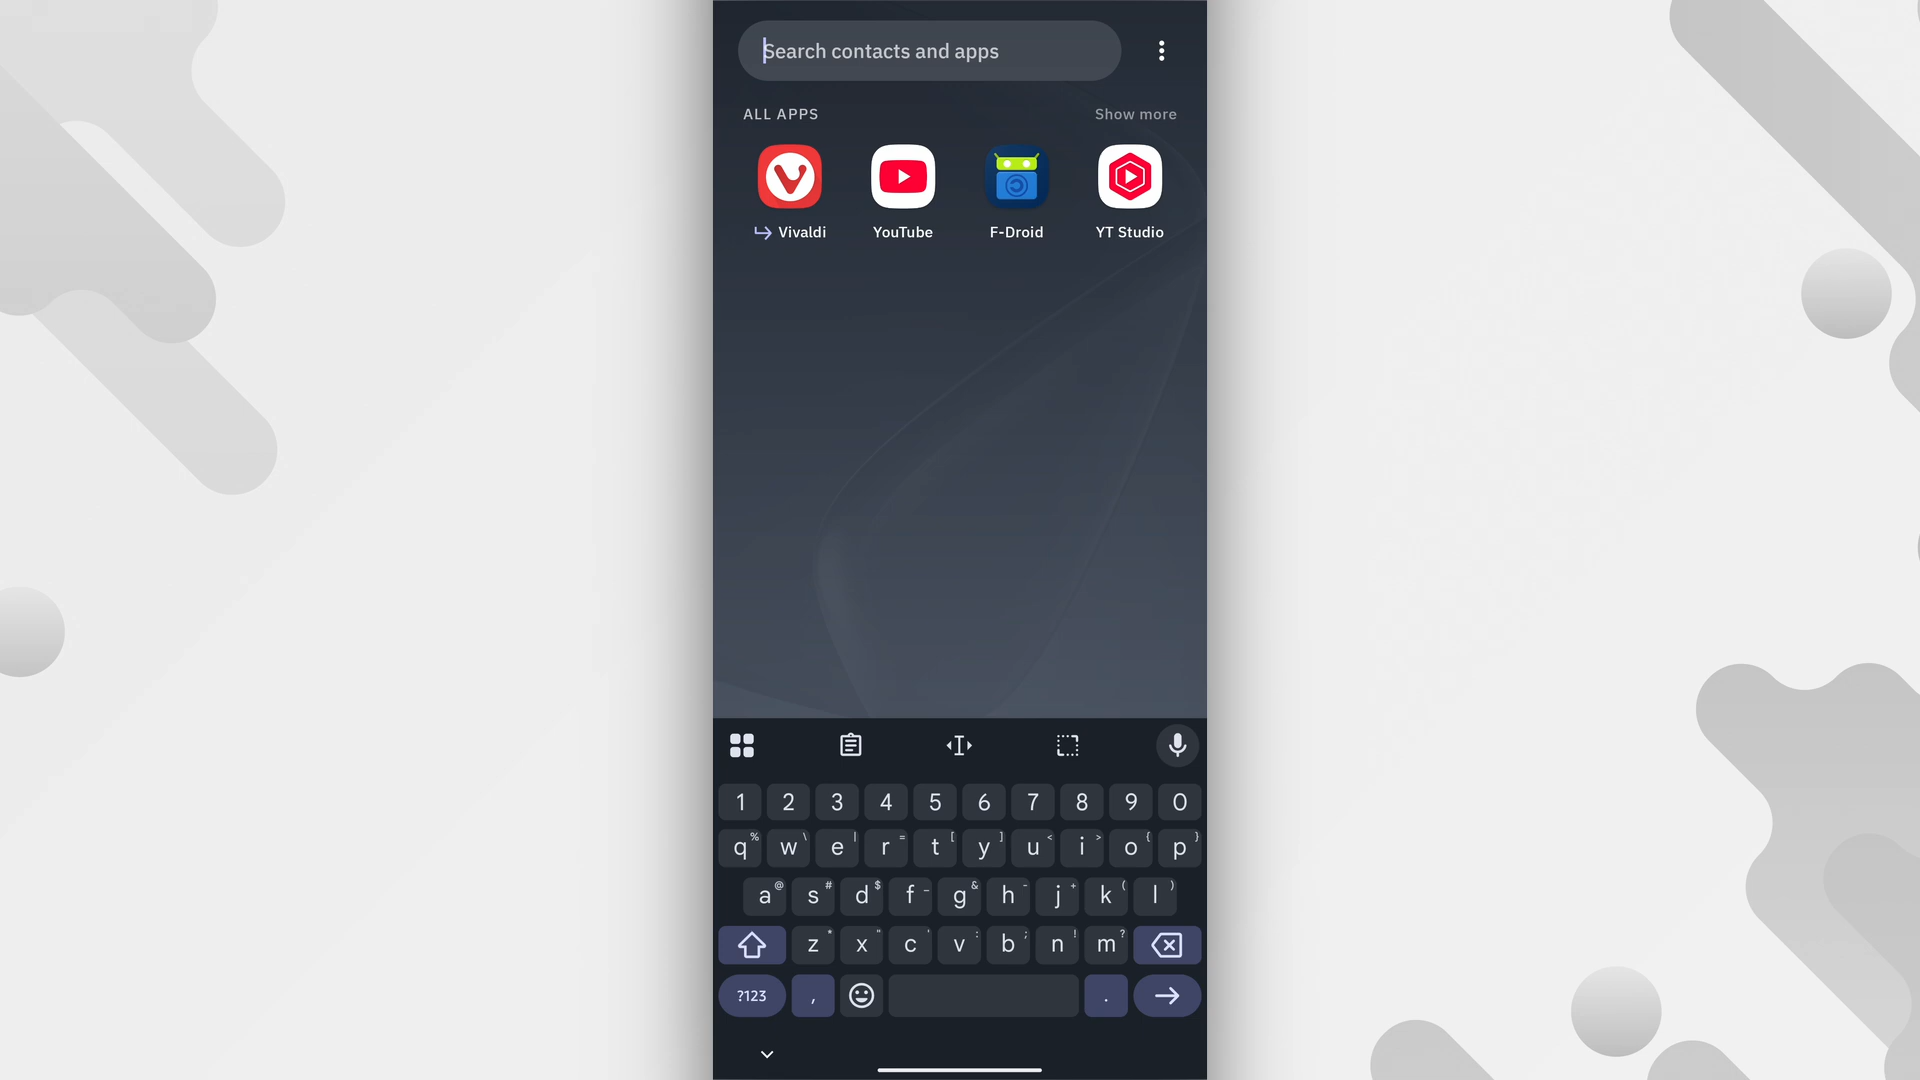 Search contacts and apps
ALL APPS Show more
Vivaldi YouTube F-Droid YT Studio
1 2 3 4 5 6 7 8 9 0
q % w \ e | r = t [ y ] u < i > o { p }
a @ s # d $ f _ g & h - j + k ( l )
z * x " c ' v : b ; n ! m ?
?123 , .